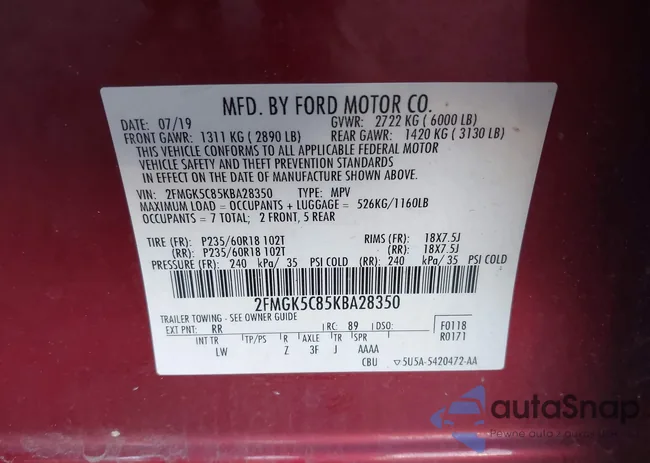 MFD. BY FORD MOTOR CO.
DATE: 07/19 GVWR: 2722 KG ( 6000 LB)
FRONT GAWR: 1311 KG ( 2890 LB) REAR GAWR: 1420 KG ( 3130 LB)
THIS VEHICLE CONFORMS TO ALL APPLICABLE FEDERAL MOTOR
VEHICLE SAFETY AND THEFT PREVENTION STANDARDS
IN EFFECT ON THE DATE OF MANUFACTURE SHOWN ABOVE.
VIN: 2FMGK5C85KBA28350 TYPE: MPV
MAXIMUM LOAD = OCCUPANTS + LUGGAGE = 526KG/1160LB
OCCUPANTS = 7 TOTAL; 2 FRONT, 5 REAR
TIRE (FR): P235/60R18 102T RIMS (FR): 18X7.5J
(RR): P235/60R18 102T (RR): 18X7.5J
PRESSURE (FR): 240 kPa/ 35 PSI COLD (RR): 240 kPa/ 35 PSI COLD
2FMGK5C85KBA28350
TRAILER TOWING - SEE OWNER GUIDE
EXT PNT: RR RC: 89 DSO: F0118
R0171
INT TR TP/PS R AXLE TR SPR
LW Z 3F J AAAA
CBU ▽5U5A-5420472-AA
autaSnap
Pewne auto z a